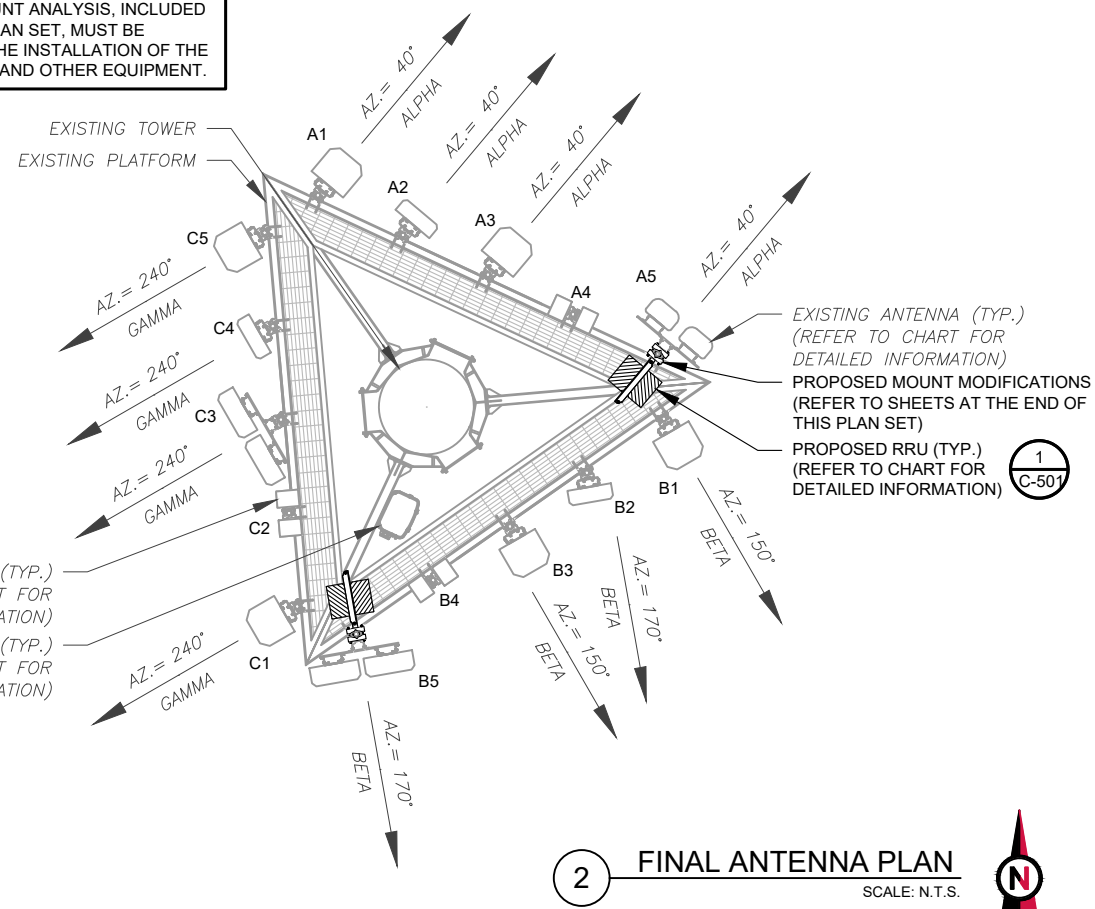 UNT ANALYSIS, INCLUDED
AN SET, MUST BE
HE INSTALLATION OF THE
AND OTHER EQUIPMENT.
EXISTING TOWER
EXISTING PLATFORM
A1
A2
A3
A4
A5
AZ.= 40°
ALPHA
AZ.= 40°
ALPHA
AZ.= 40°
ALPHA
AZ.= 40°
ALPHA
EXISTING ANTENNA (TYP.)
(REFER TO CHART FOR
DETAILED INFORMATION)
PROPOSED MOUNT MODIFICATIONS
(REFER TO SHEETS AT THE END OF
THIS PLAN SET)
PROPOSED RRU (TYP.)
(REFER TO CHART FOR
DETAILED INFORMATION)
1
C-501
C5
AZ.= 240°
GAMMA
C4
AZ.= 240°
GAMMA
C3
AZ.= 240°
GAMMA
C2
C1
AZ.= 240°
GAMMA
(TYP.)
T FOR
ATION)
(TYP.)
T FOR
ATION)
B1
AZ.= 150°
BETA
B2
AZ.= 170°
BETA
B3
AZ.= 150°
BETA
B4
B5
AZ.= 170°
BETA
2
FINAL ANTENNA PLAN
SCALE: N.T.S.
N